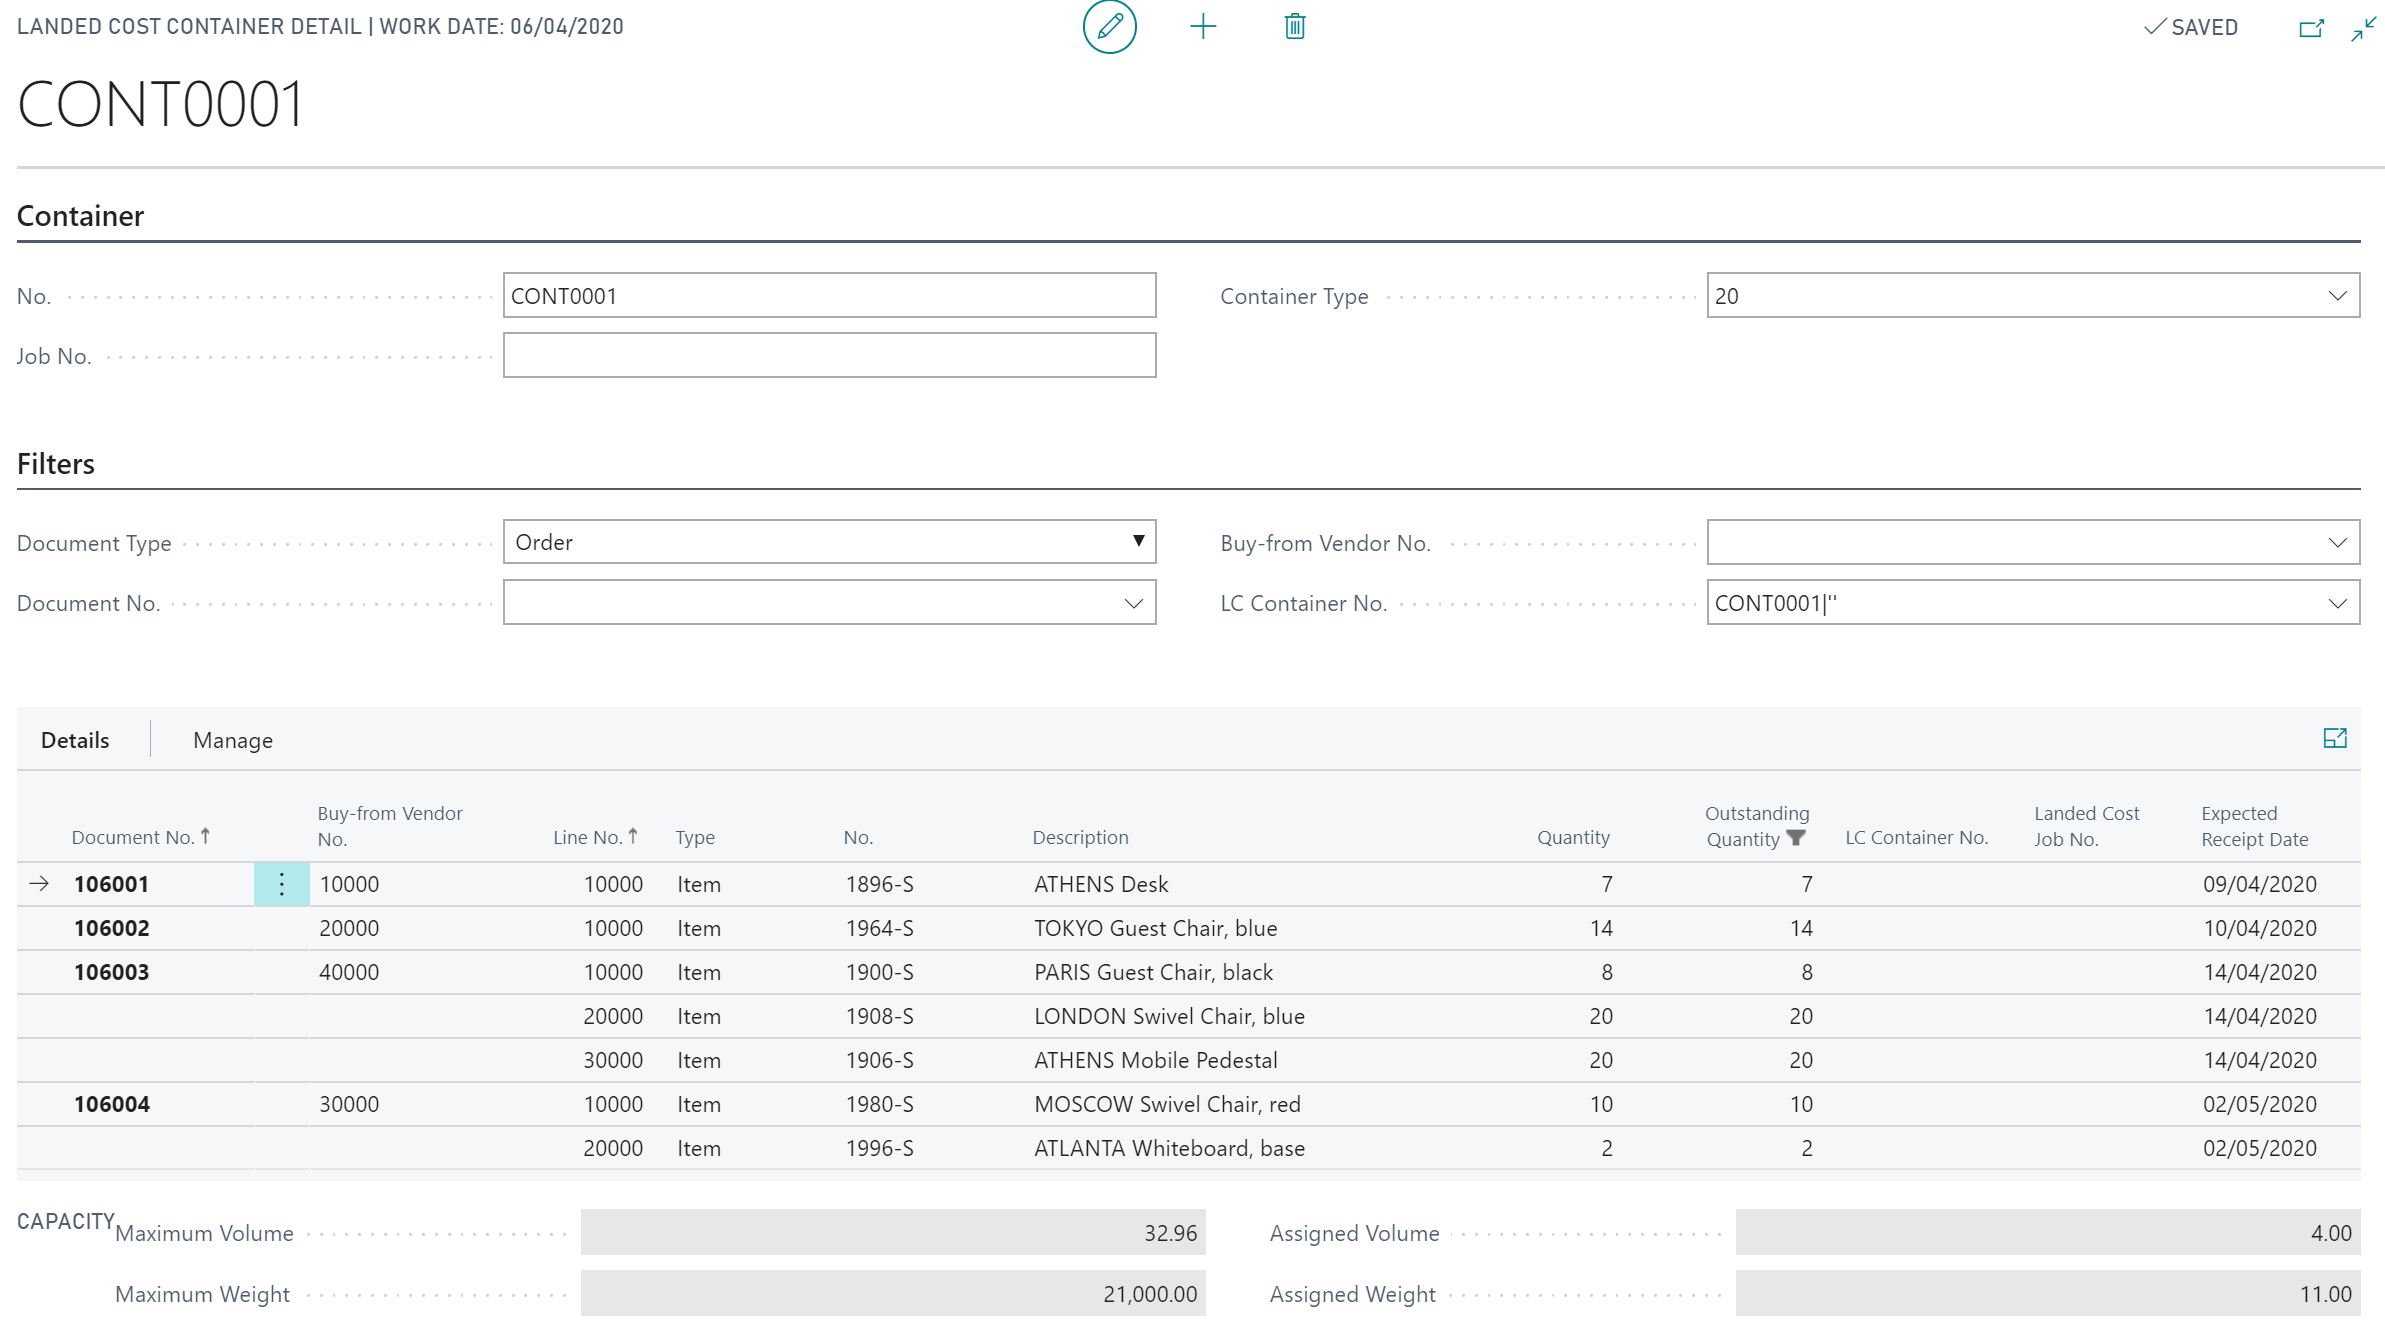 LANDED COST CONTAINER DETAIL | WORK DATE: 06/04/2020
SAVED
CONT0001
Container
No. CONT0001 Container Type 20
Job No.
Filters
Document Type Order Buy-from Vendor No.
Document No. LC Container No. CONT0001|''
Details Manage
Document No. Buy-from Vendor No. Line No. Type No. Description Quantity Outstanding Quantity LC Container No. Landed Cost Job No. Expected Receipt Date
106001 10000 10000 Item 1896-S ATHENS Desk 7 7 09/04/2020
106002 20000 10000 Item 1964-S TOKYO Guest Chair, blue 14 14 10/04/2020
106003 40000 10000 Item 1900-S PARIS Guest Chair, black 8 8 14/04/2020
20000 Item 1908-S LONDON Swivel Chair, blue 20 20 14/04/2020
30000 Item 1906-S ATHENS Mobile Pedestal 20 20 14/04/2020
106004 30000 10000 Item 1980-S MOSCOW Swivel Chair, red 10 10 02/05/2020
20000 Item 1996-S ATLANTA Whiteboard, base 2 2 02/05/2020
CAPACITY
Maximum Volume 32.96 Assigned Volume 4.00
Maximum Weight 21,000.00 Assigned Weight 11.00